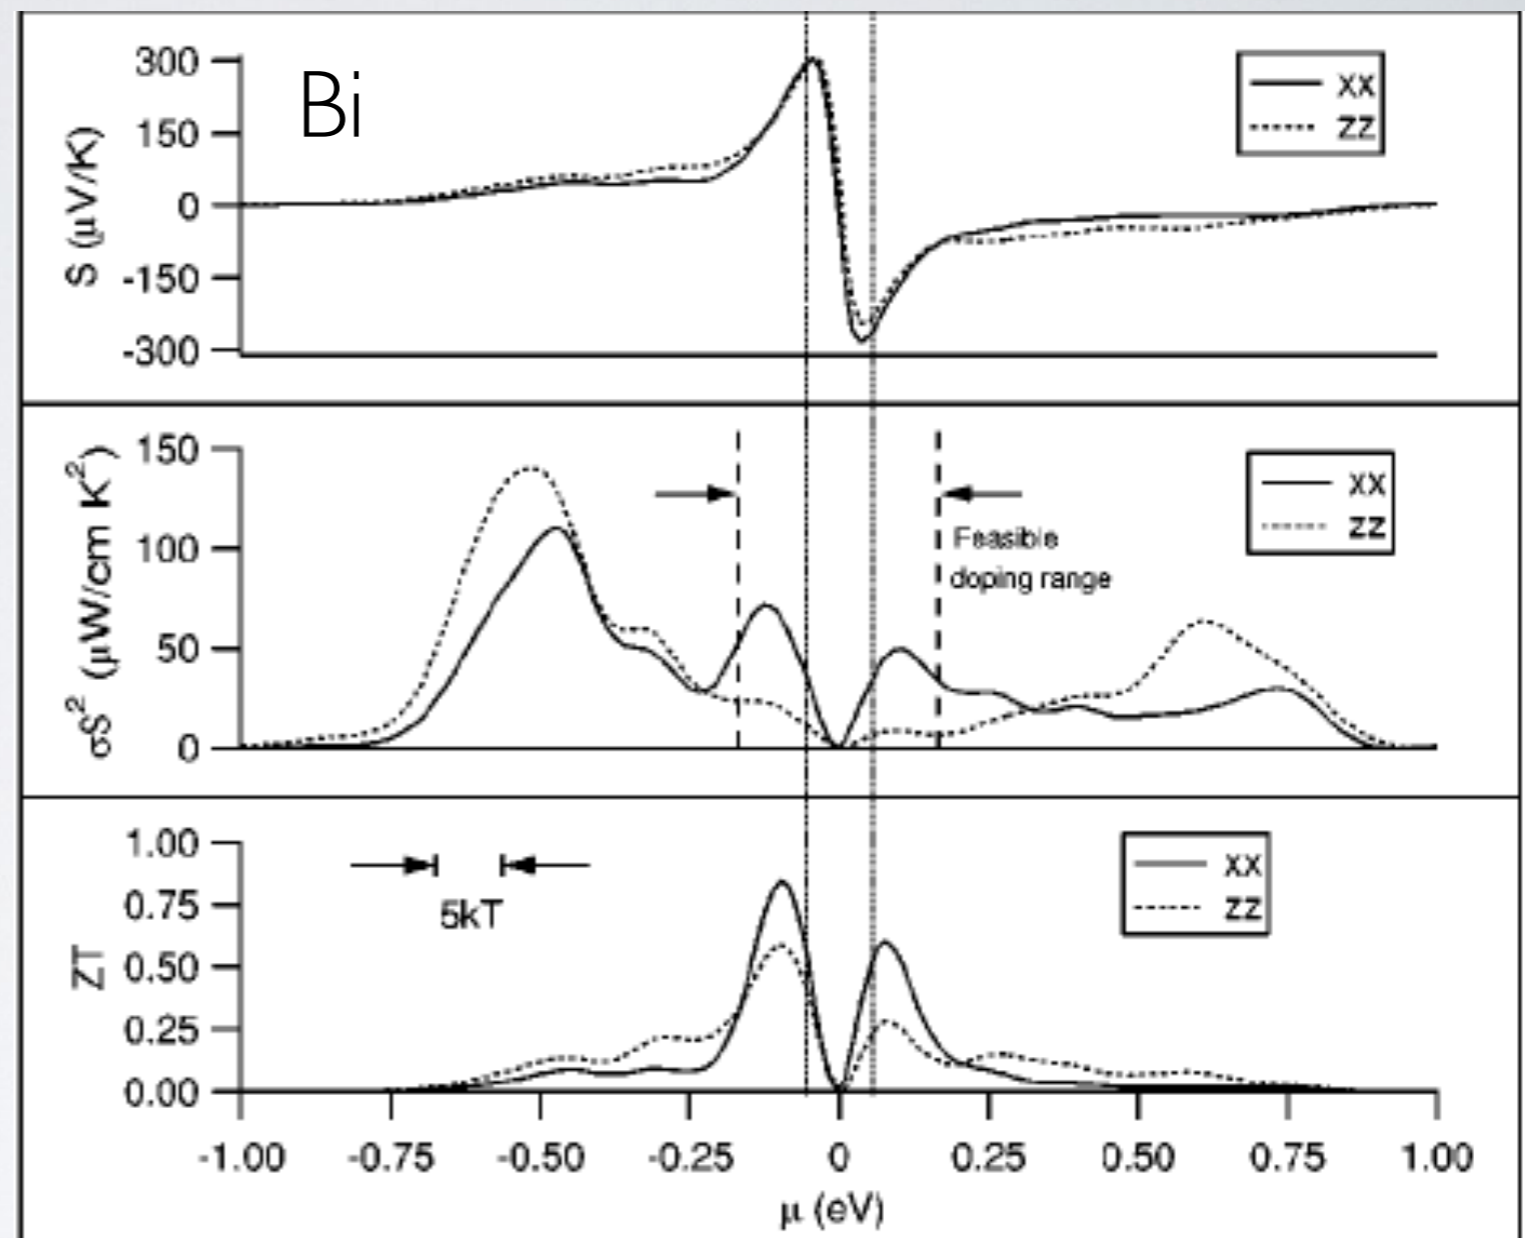 Bi
300
150
0
-150
-300
S (μV/K)
xx
zz
150
100
50
0
σS² (μW/cm K²)
Feasible
doping range
xx
zz
1.00
0.75
0.50
0.25
0.00
ZT
5kT
xx
zz
-1.00 -0.75 -0.50 -0.25 0 0.25 0.50 0.75 1.00
μ (eV)